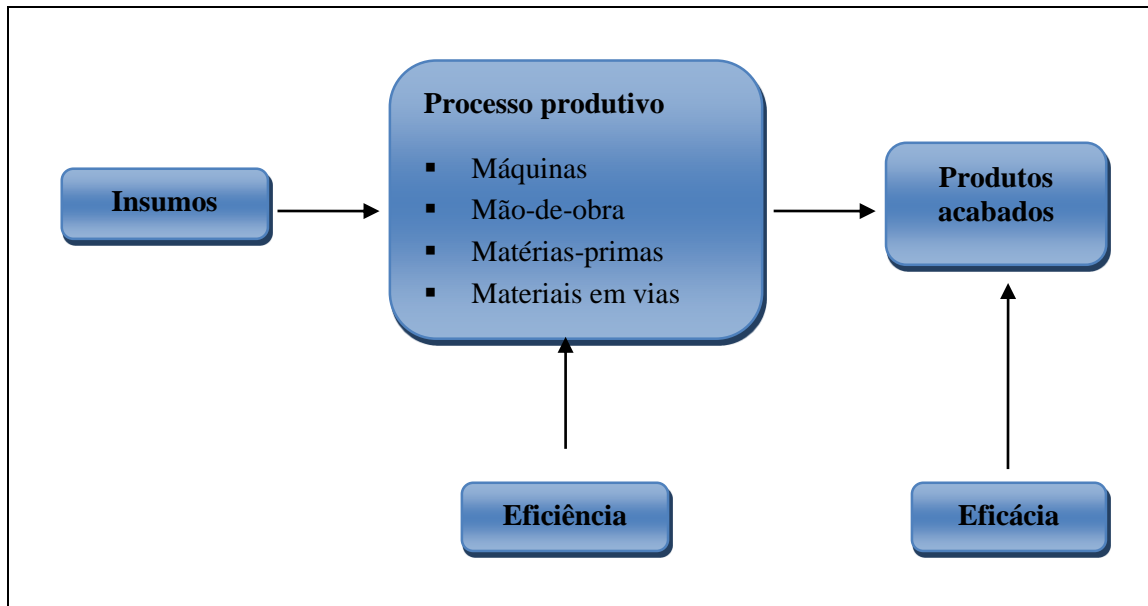 Processo produtivo
Insumos
▪ Máquinas
▪ Mão-de-obra
▪ Matérias-primas
▪ Materiais em vias
Produtos
acabados
Eficiência
Eficácia